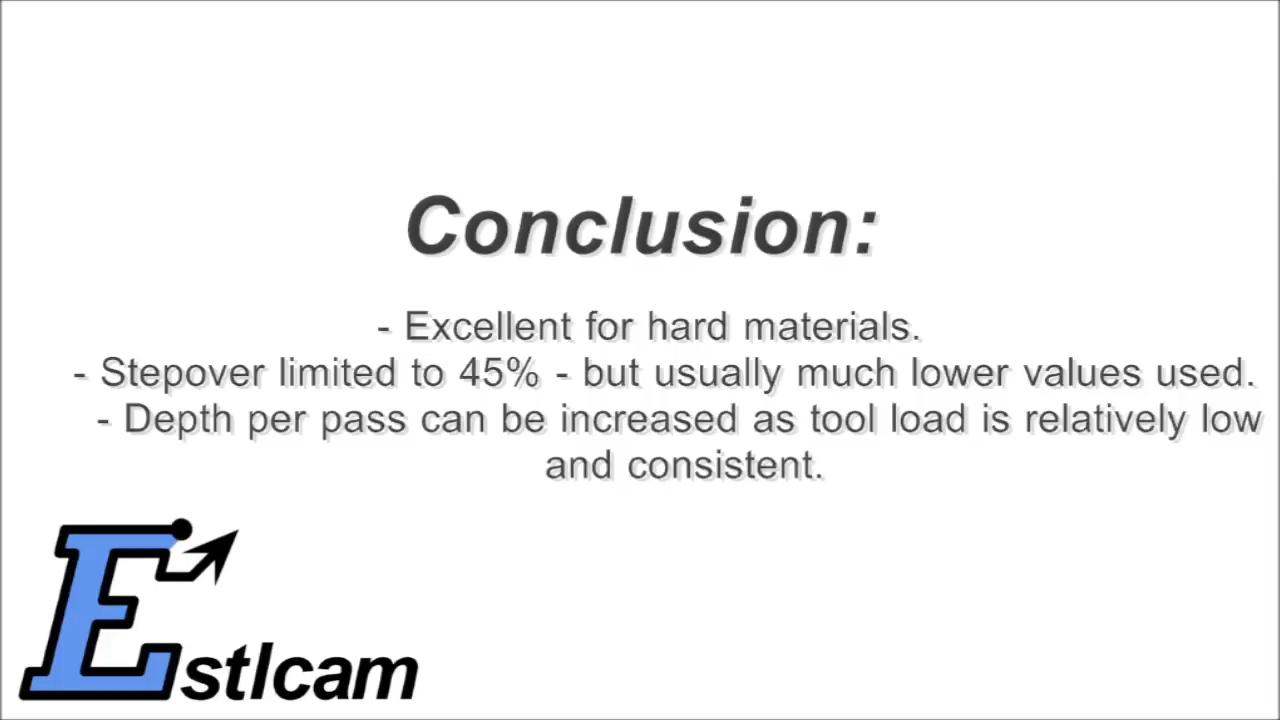 Conclusion:
- Excellent for hard materials.
- Stepover limited to 45% - but usually much lower values used.
- Depth per pass can be increased as tool load is relatively low
and consistent.
Estlcam